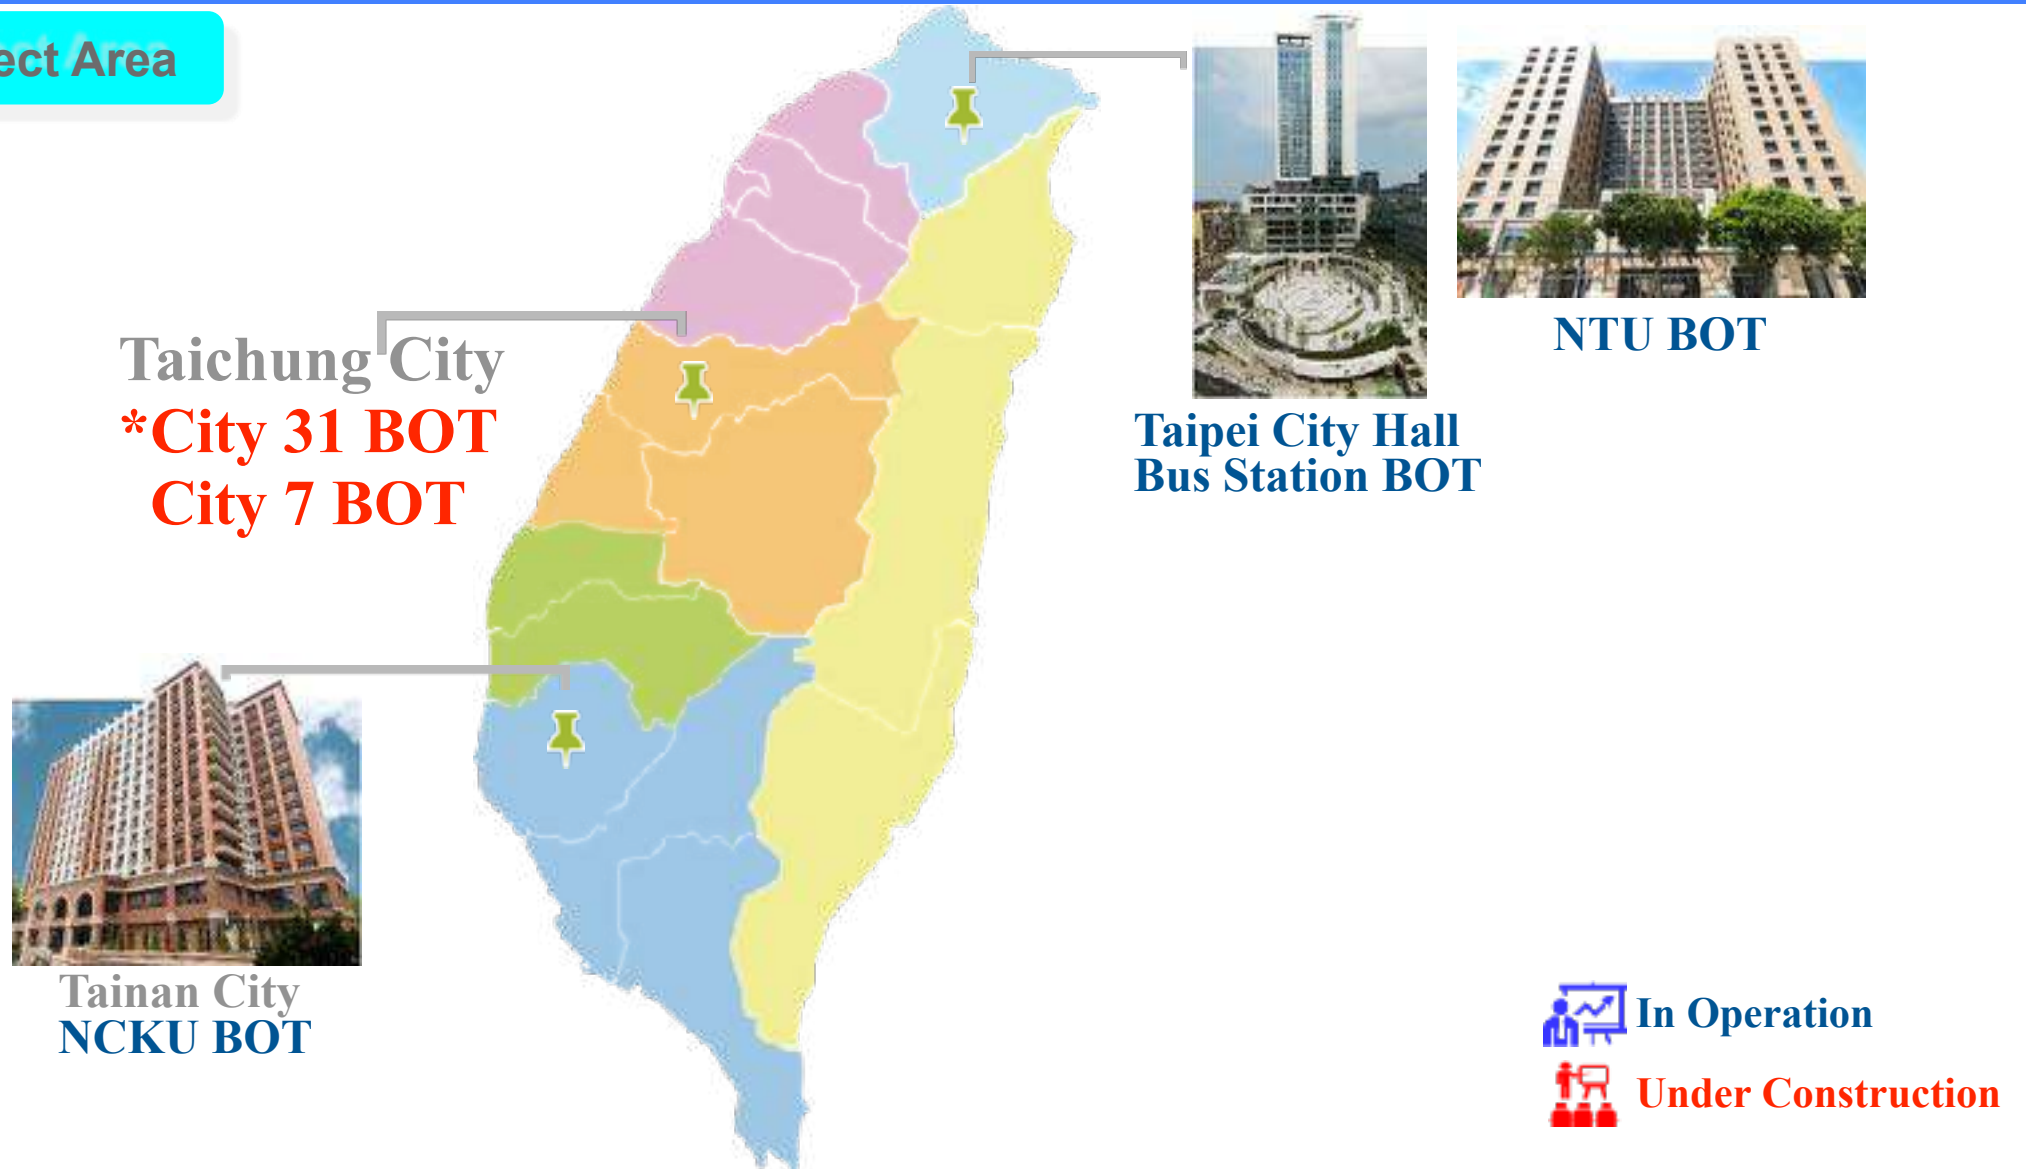 ect Area
Taichung City
*City 31 BOT
City 7 BOT
Taipei City Hall
Bus Station BOT
NTU BOT
Tainan City
NCKU BOT
In Operation
Under Construction